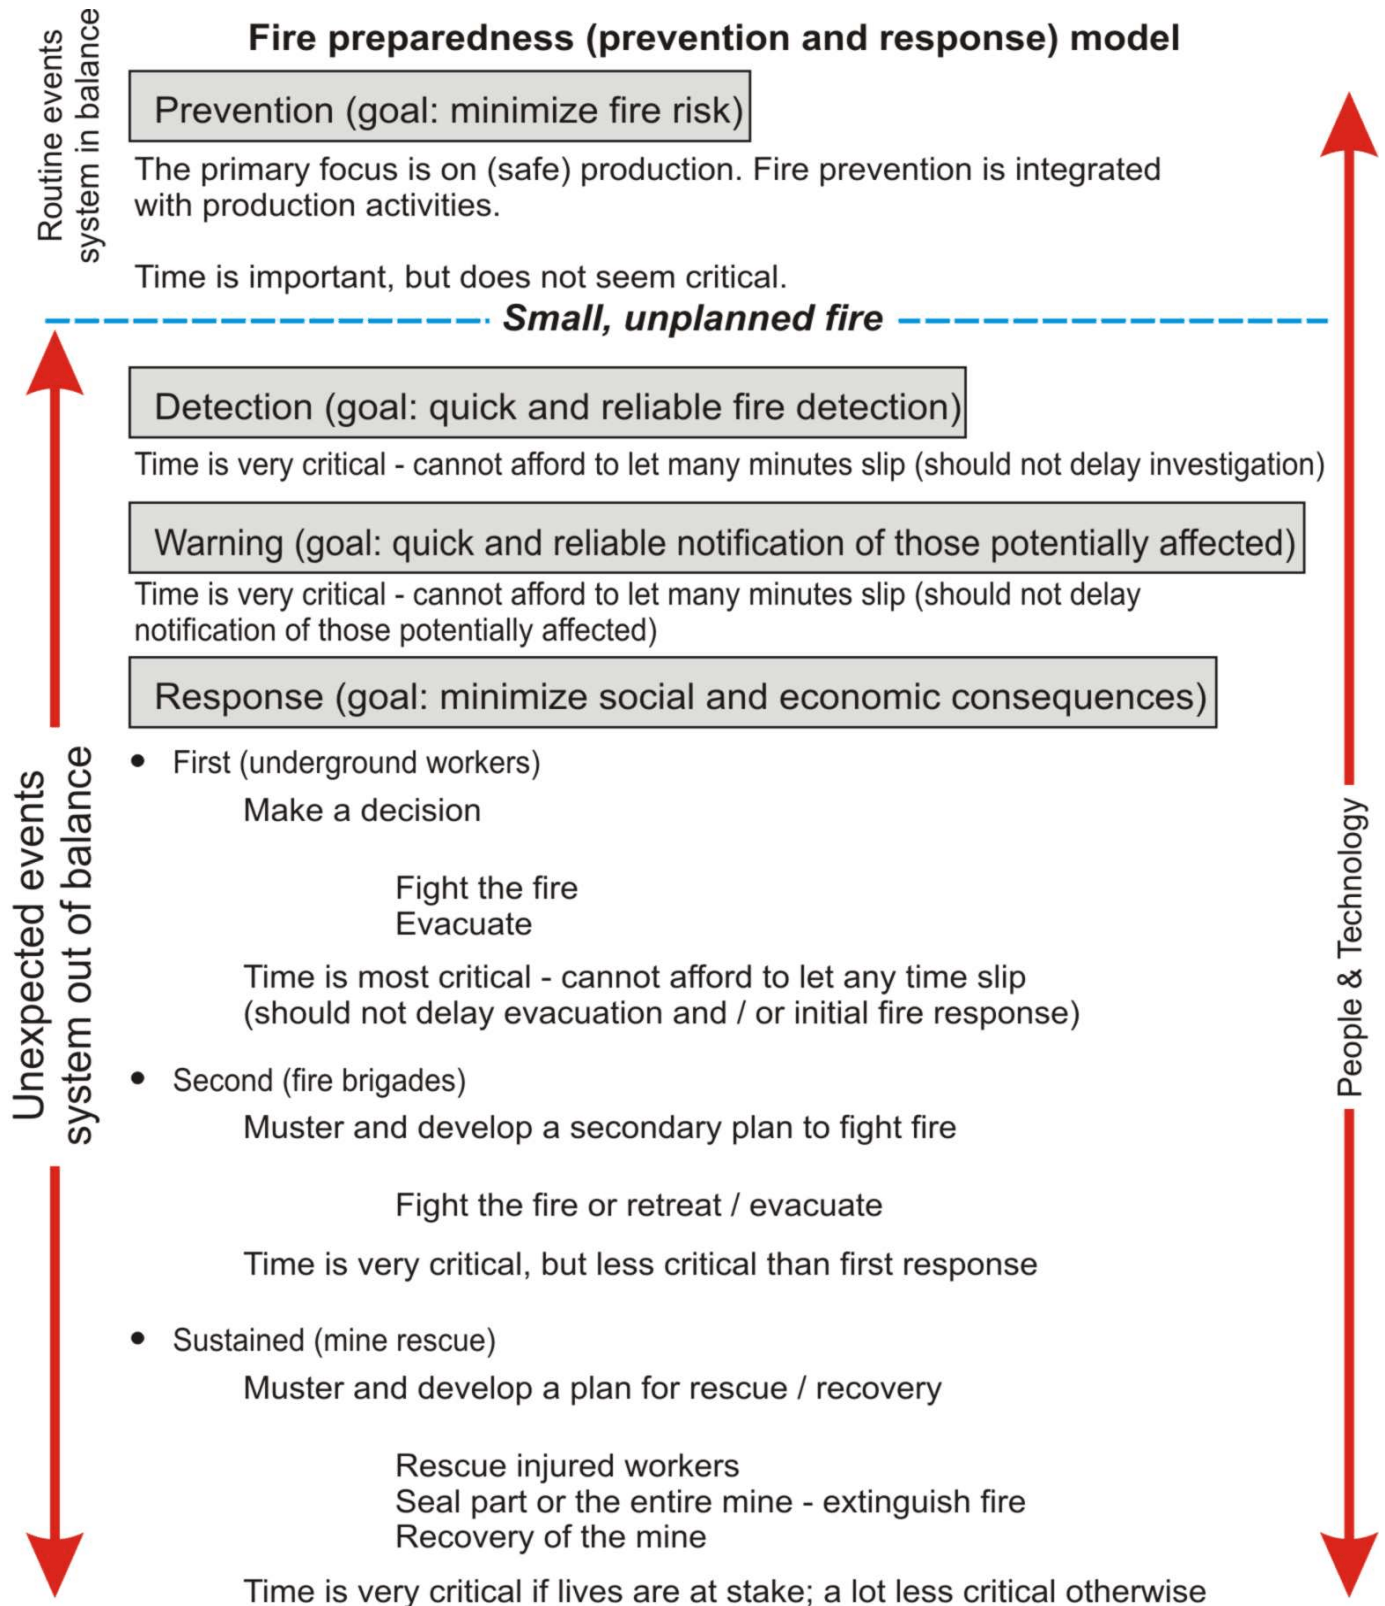 Fire preparedness (prevention and response) model
Routine events
system in balance
Prevention (goal: minimize fire risk)
The primary focus is on (safe) production. Fire prevention is integrated
with production activities.
Time is important, but does not seem critical.
Small, unplanned fire
Detection (goal: quick and reliable fire detection)
Time is very critical - cannot afford to let many minutes slip (should not delay investigation)
Warning (goal: quick and reliable notification of those potentially affected)
Time is very critical - cannot afford to let many minutes slip (should not delay
notification of those potentially affected)
Response (goal: minimize social and economic consequences)
• First (underground workers)
Make a decision
Fight the fire
Evacuate
Time is most critical - cannot afford to let any time slip
(should not delay evacuation and / or initial fire response)
• Second (fire brigades)
Muster and develop a secondary plan to fight fire
Fight the fire or retreat / evacuate
Time is very critical, but less critical than first response
• Sustained (mine rescue)
Muster and develop a plan for rescue / recovery
Rescue injured workers
Seal part or the entire mine - extinguish fire
Recovery of the mine
Time is very critical if lives are at stake; a lot less critical otherwise
Unexpected events
system out of balance
People & Technology